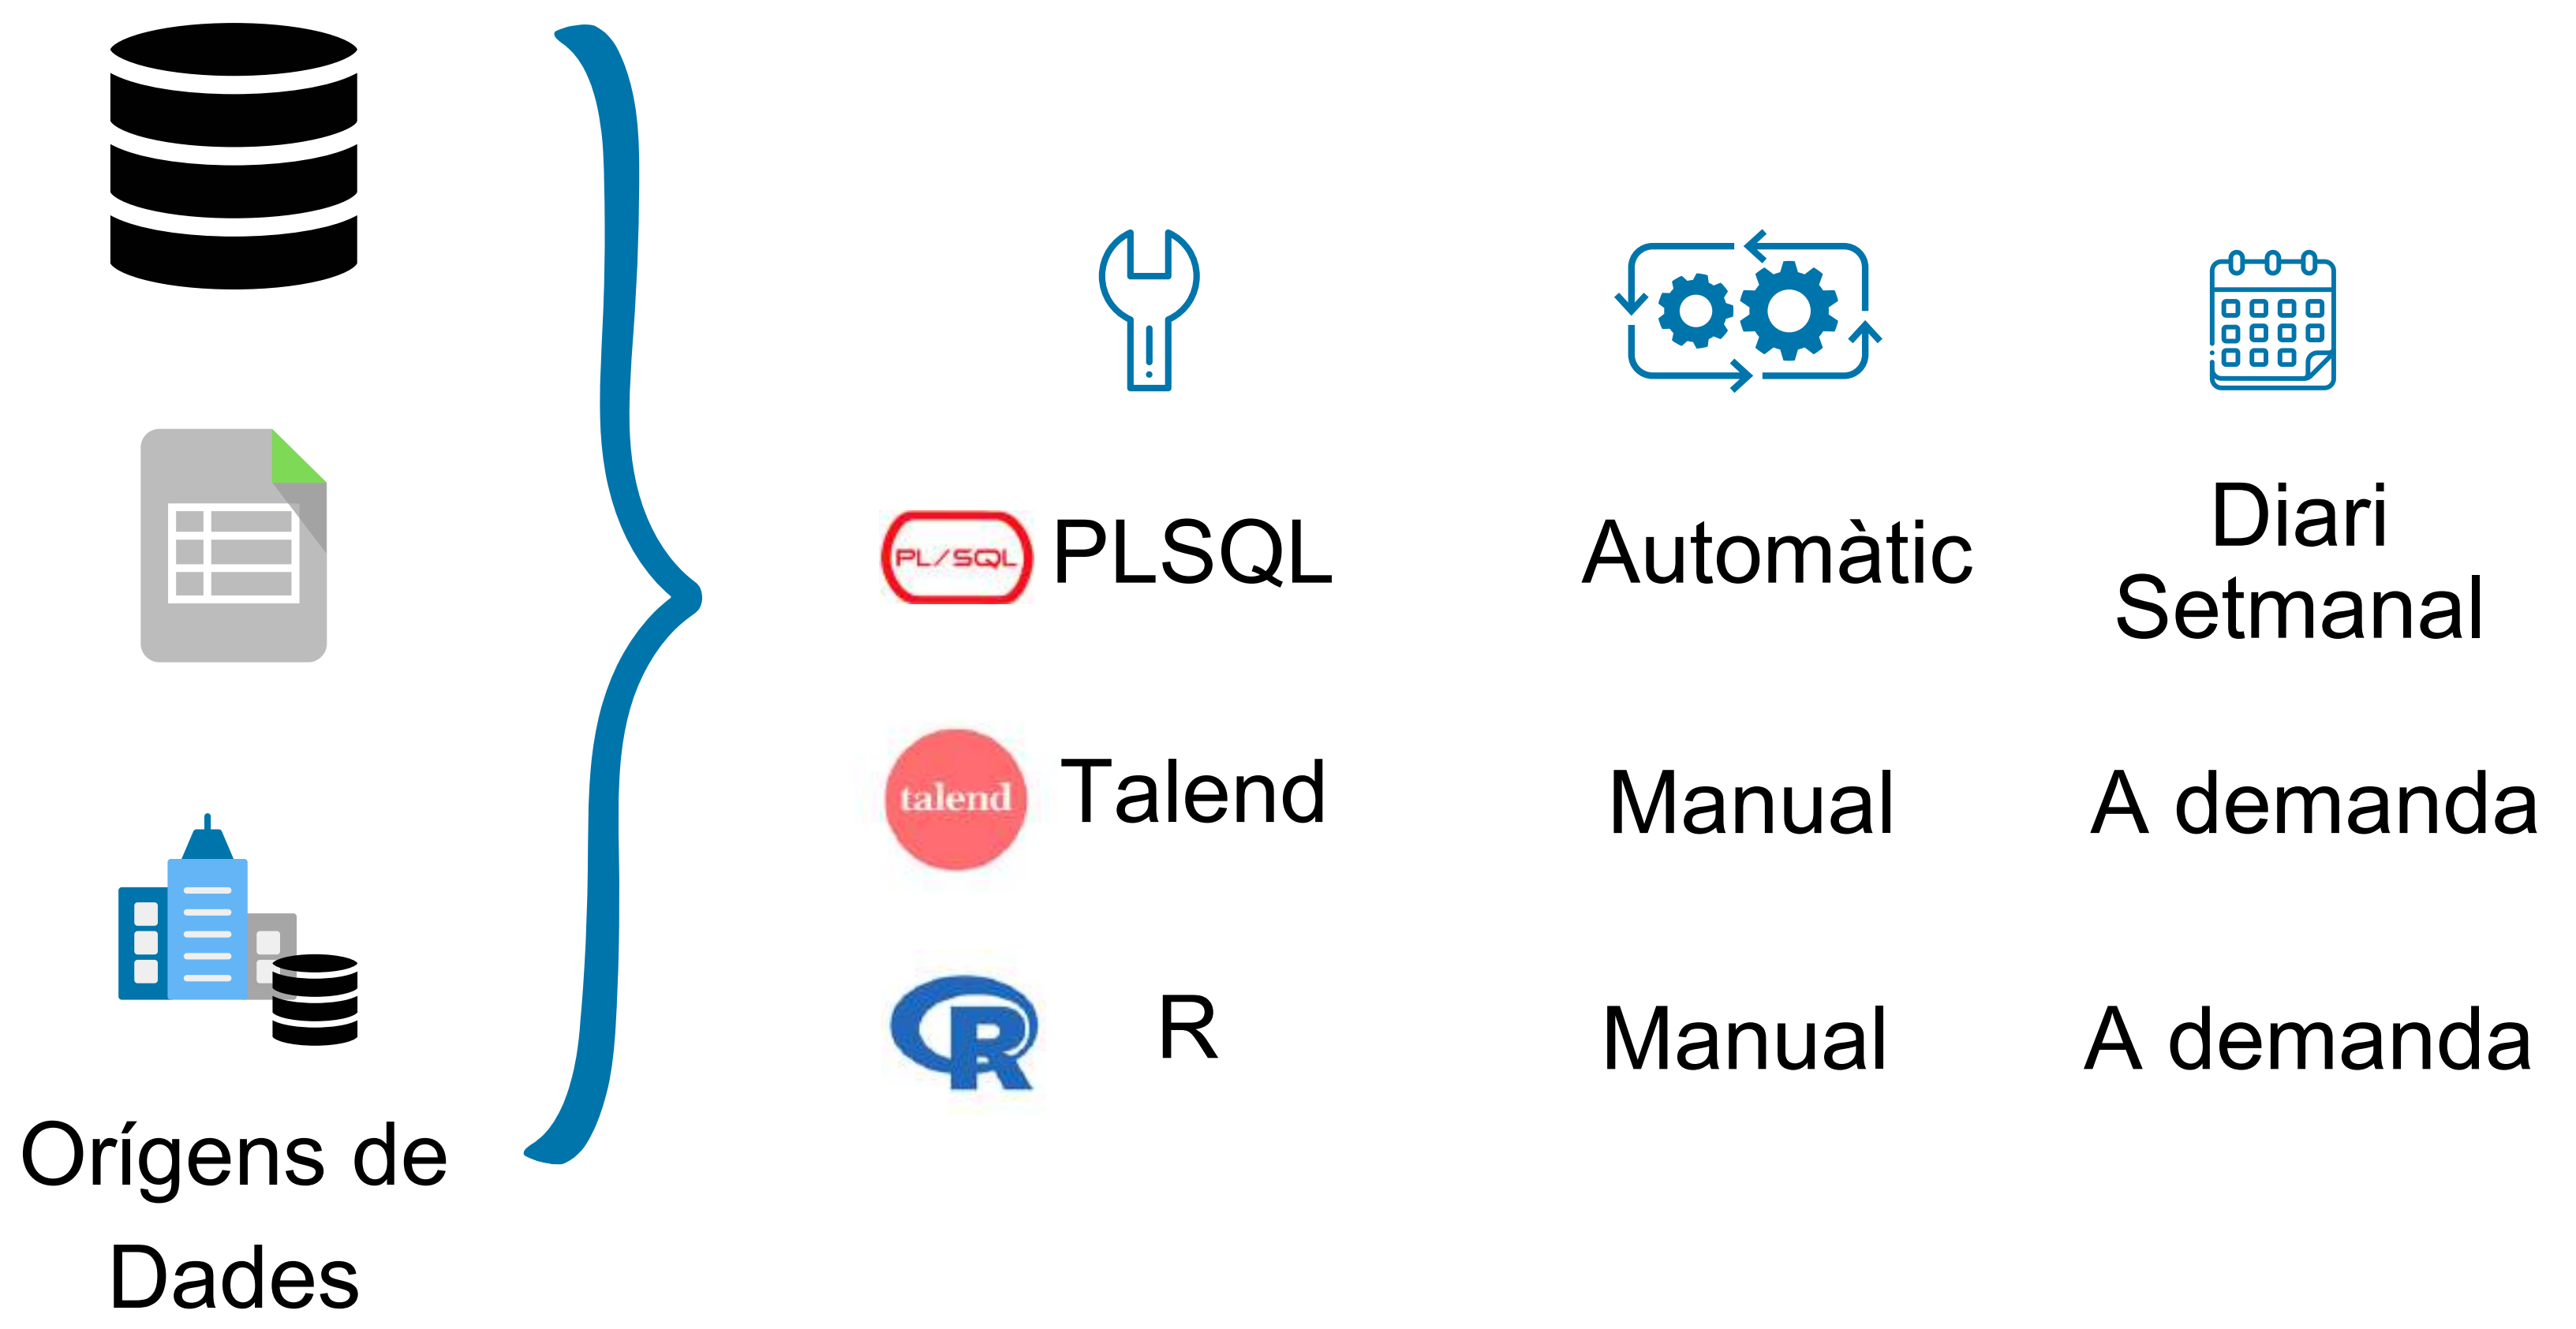 PL/SQL PLSQL Automàtic Diari
Setmanal
talend Talend Manual A demanda
R R Manual A demanda
Orígens de
Dades